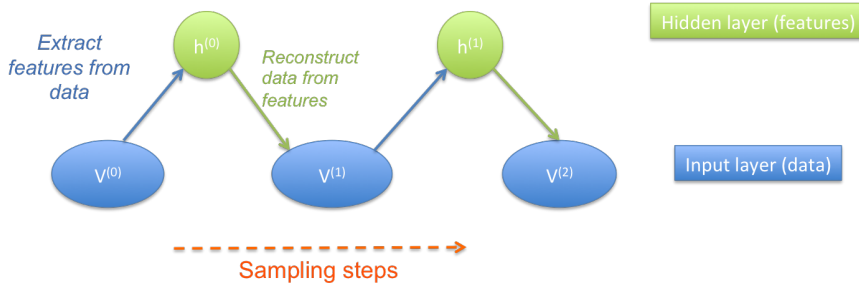 Extract
features from
data
h(0)
Reconstruct
data from
features
h(1)
Hidden layer (features)
V(0)
V(1)
V(2)
Input layer (data)
Sampling steps